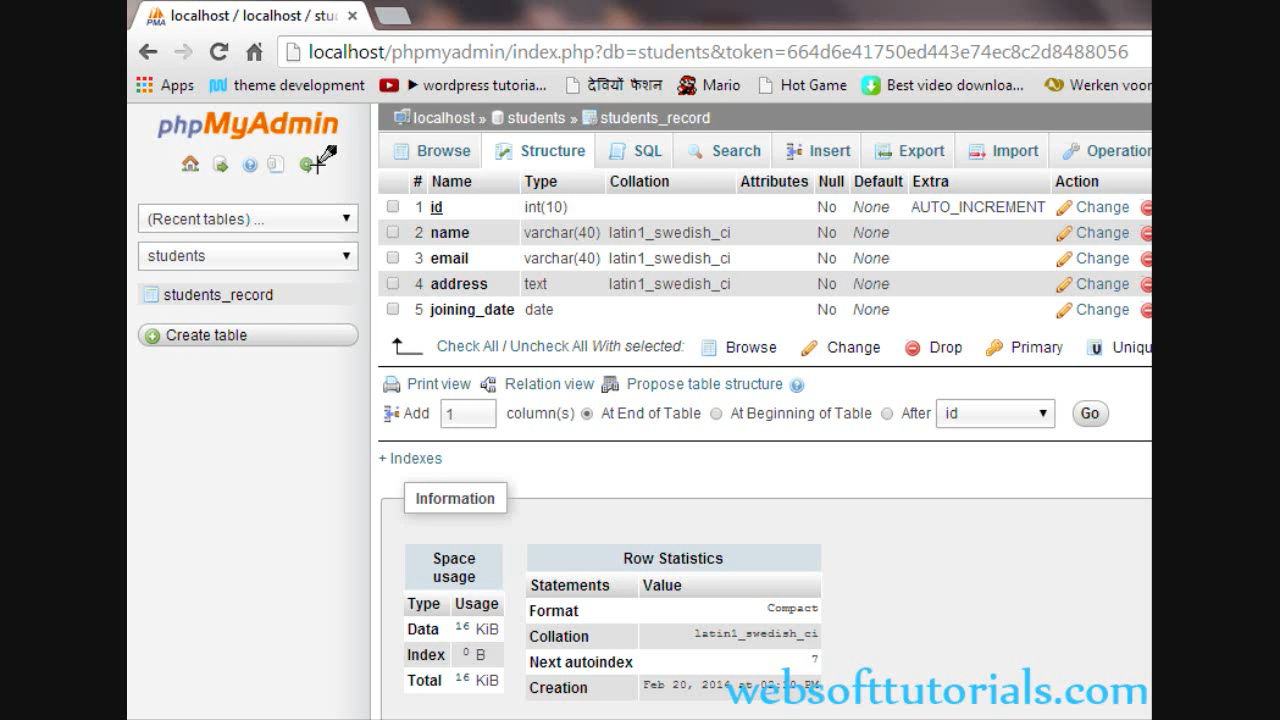 localhost / localhost / stu
localhost/phpmyadmin/index.php?db=students&token=664d6e41750ed443e74ec8c2d8488056
Apps theme development ► wordpress tutoria... देवियों फैशन Mario Hot Game Best video downloa... Werken voor
phpMyAdmin
(Recent tables) ...
students
students_record
Create table
localhost » students » students_record
Browse Structure SQL Search Insert Export Import Operation
# Name Type Collation Attributes Null Default Extra Action
1 id int(10) No None AUTO_INCREMENT Change
2 name varchar(40) latin1_swedish_ci No None Change
3 email varchar(40) latin1_swedish_ci No None Change
4 address text latin1_swedish_ci No None Change
5 joining_date date No None Change
Check All / Uncheck All With selected: Browse Change Drop Primary Uniqu
Print view Relation view Propose table structure
Add 1 column(s) At End of Table At Beginning of Table After id Go
+ Indexes
Information
Space
usage
Type Usage
Data 16 KiB
Index 0 B
Total 16 KiB
Row Statistics
Statements Value
Format Compact
Collation latin1_swedish_ci
Next autoindex 7
Creation Feb 20, 2014 at PM
websofttutorials.com